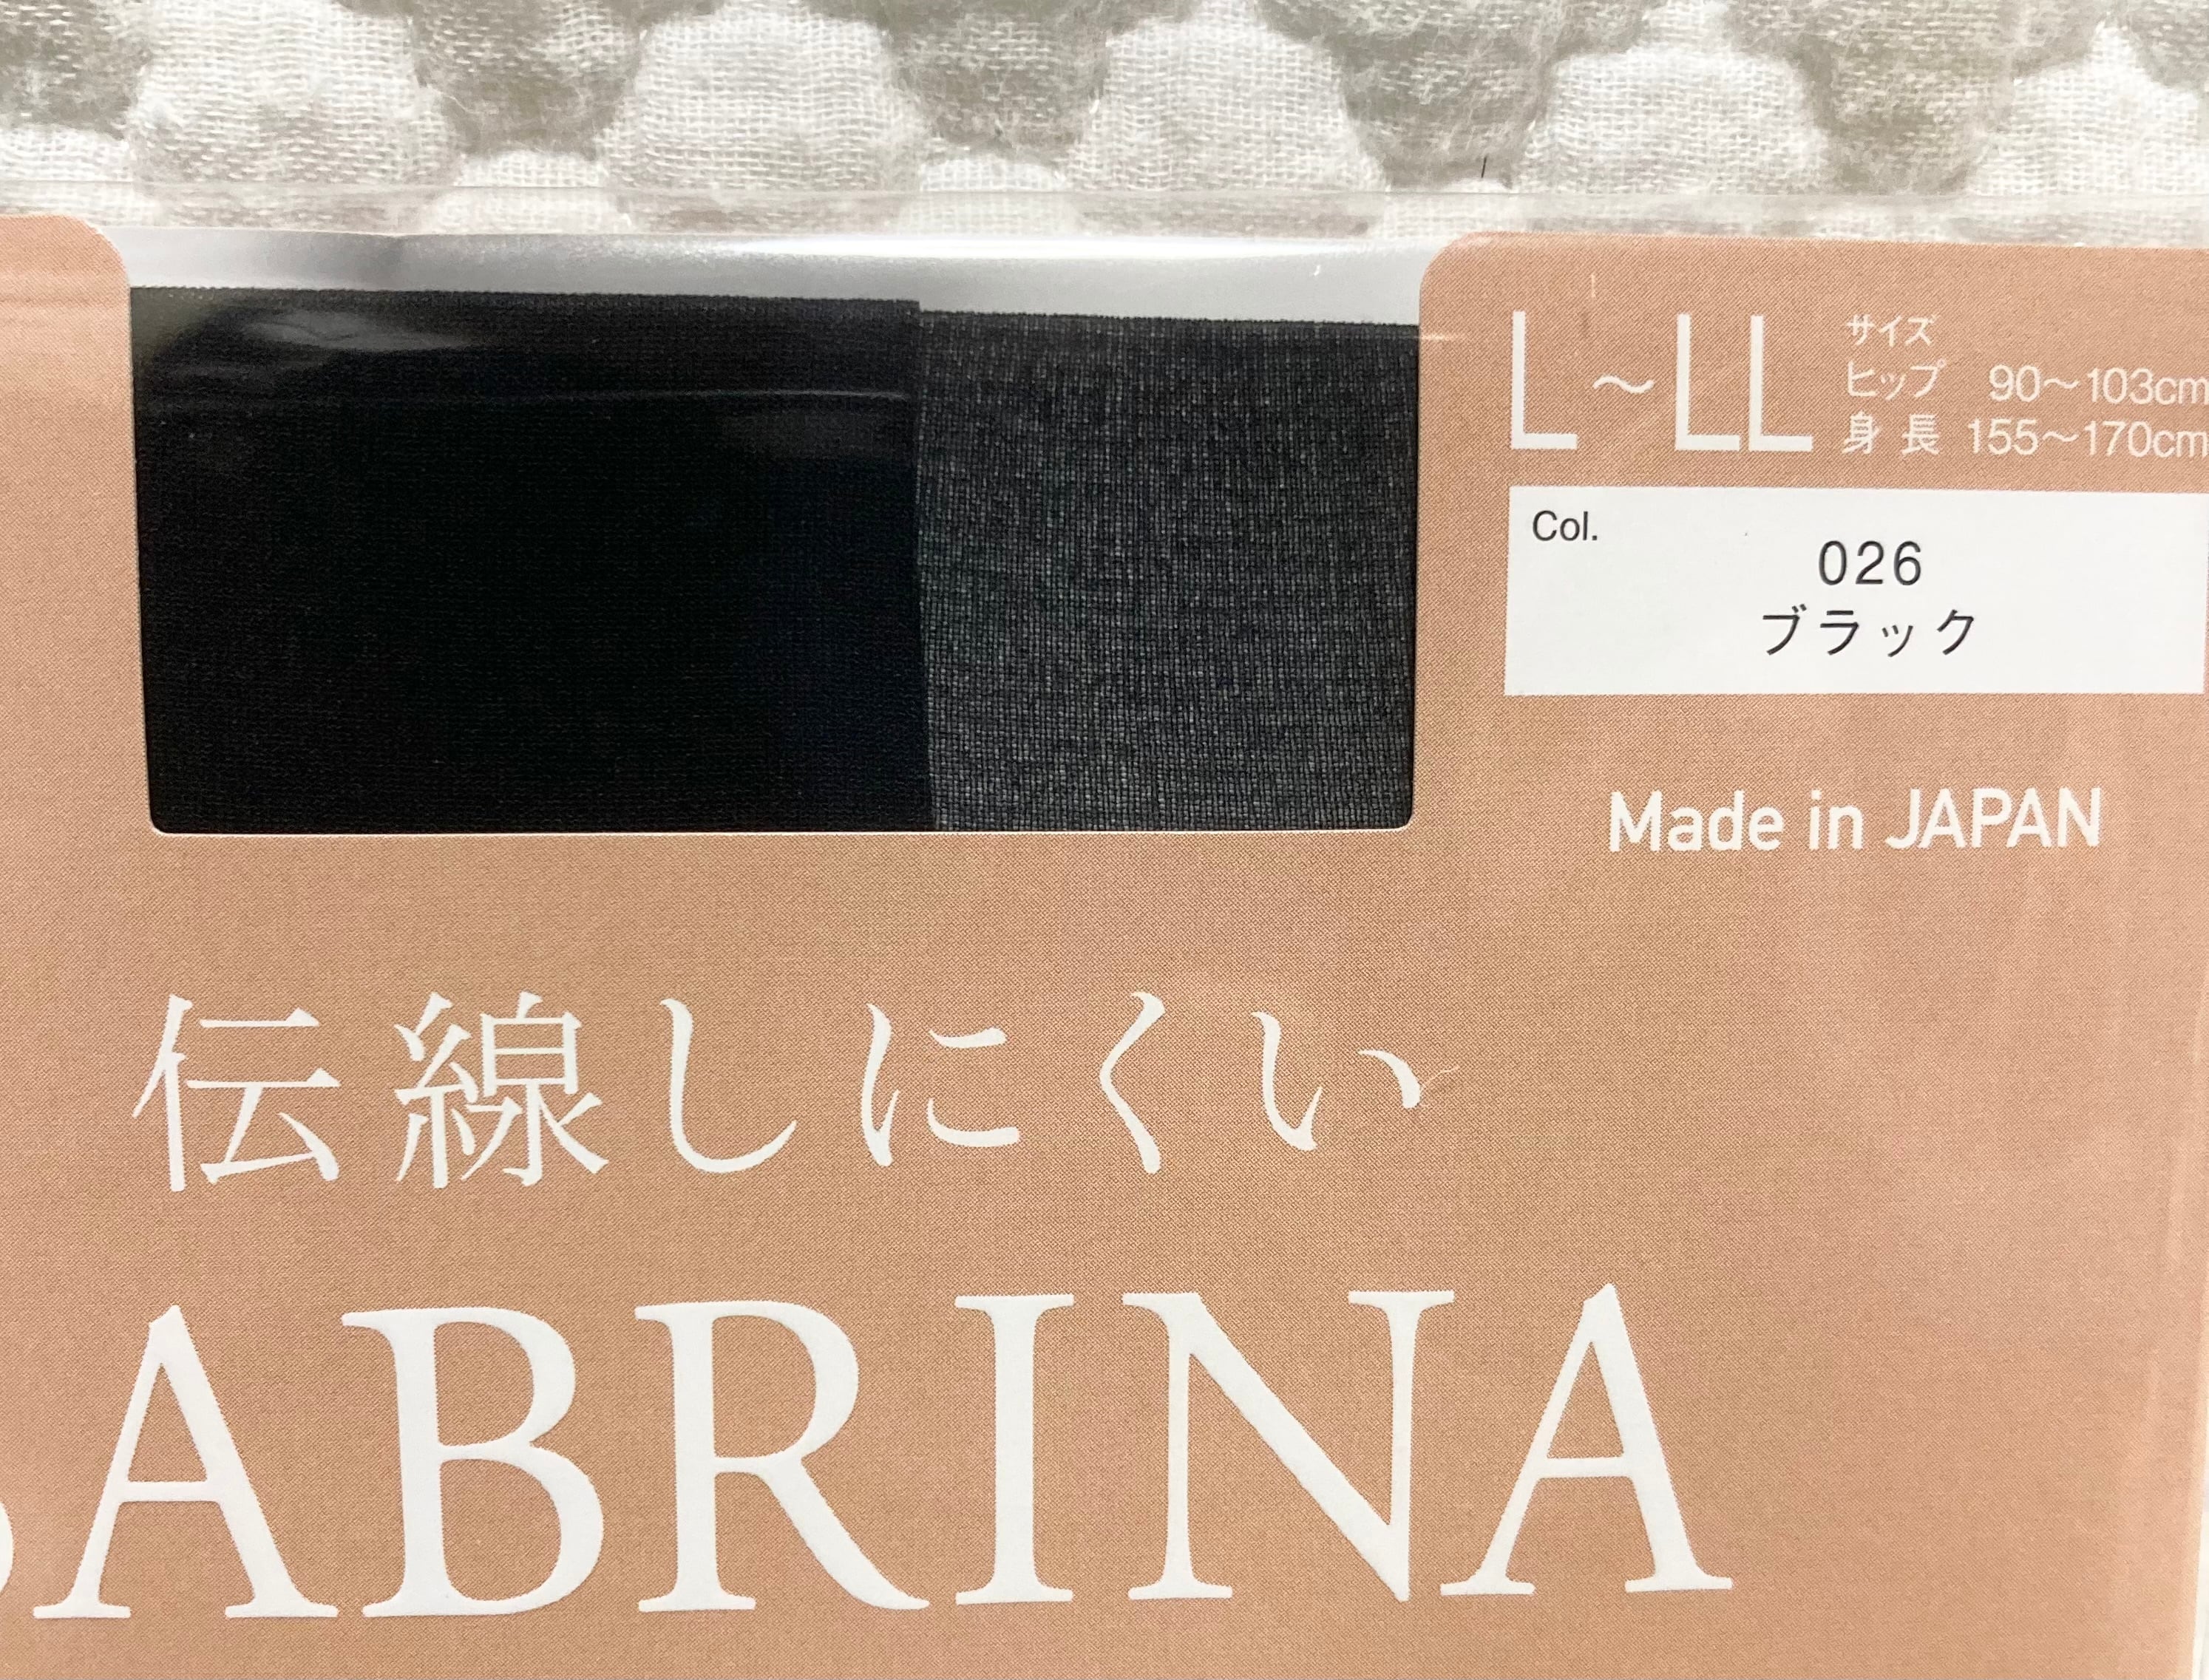 L～LL
サイズ
ヒップ 90～103cm
身長 155～170cm
Col.
026
ブラック
Made in JAPAN
伝線しにくい
SABRINA